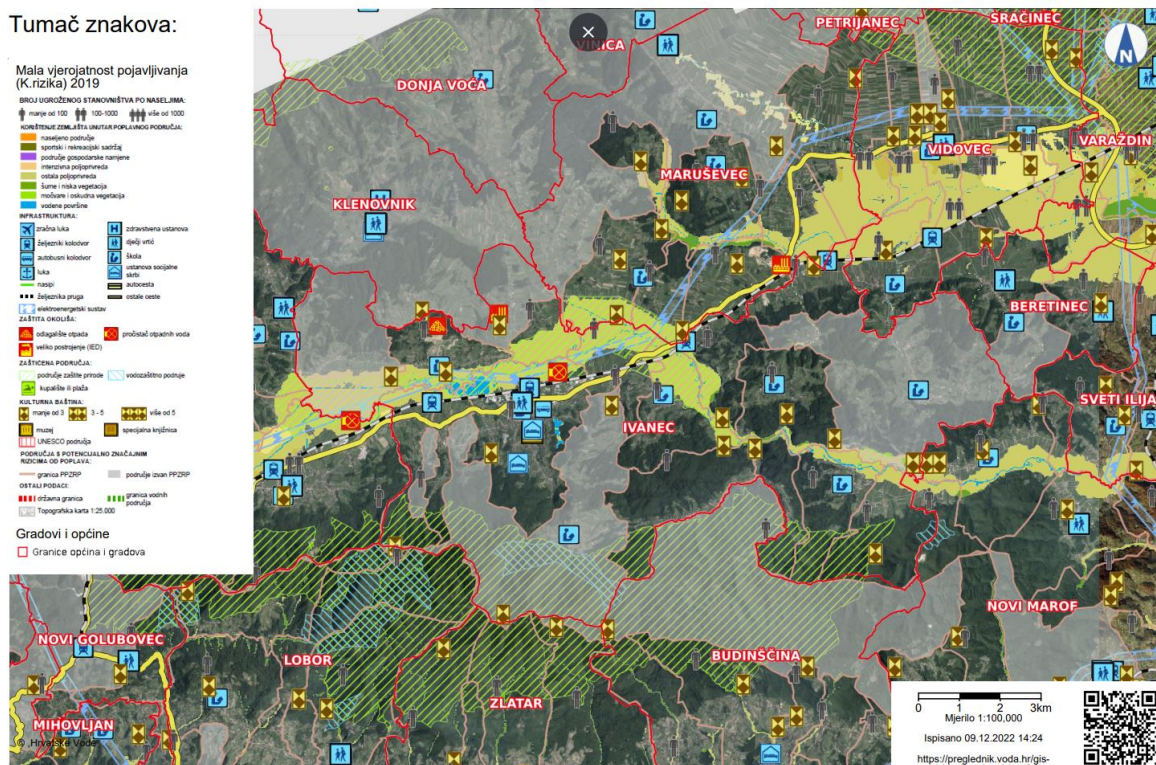 Tumač znakova:
Mala vjerojatnost pojavljivanja
(K.rizika) 2019
BROJ UGROŽENOG STANOVNIŠTVA PO NASELJIMA:
manje od 100 100-1000 više od 1000
KORIŠTENJE ZEMLJIŠTA UNUTAR POPLAVNOG PODRUČJA:
naseljeno područje
sportski i rekreacijski sadržaj
područje gospodarske namjene
intenzivna poljoprivreda
ostala poljoprivreda
šume i niska vegetacija
močvare i oskudna vegetacija
vodene površine
INFRASTRUKTURA:
zračna luka
H
zdravstvena ustanova
željeznički kolodvor
dječji vrtić
autobusni kolodvor
škola
luka
ustanova socijalne
skrbi
nasipi
autocesta
željeznička pruga
ostale ceste
elektroenergetski sustav
ZAŠTITA OKOLIŠA:
odlagalište otpada
pročistač otpadnih voda
veliko postrojenje (IED)
ZAŠTIĆENA PODRUČJA:
područje zaštite prirode
vodozaštitno podruje
kupalište ili plaža
KULTURNA BAŠTINA:
manje od 3 3 - 5 više od 5
muzej
specijalna knjižnica
UNESCO područja
PODRUČJA S POTENCIJALNO ZNAČAJNIM
RIZICIMA OD POPLAVA:
granica PPZRP
područje izvan PPZRP
OSTALI PODACI:
državna granica
granica vodnih
područja
Topografska karta 1:25.000
Gradovi i općine
Granice općina i gradova
PETRIJANEC
SRAČINEC
VINICA
N
DONJA VOĆA
VIDOVEC
VARAŽDIN
MARUŠEVEC
KLENOVNIK
BERETINEC
SVETI ILIJA
IVANEC
NOVI MAROF
NOVI GOLUBOVEC
LOBOR
BUDINŠČINA
ZLATAR
MIHOVLJAN
© Hrvatske Vode
0 1 2 3km
Mjerilo 1:100,000
Ispisano 09.12.2022 14:24
https://preglednik.voda.hr/gis-